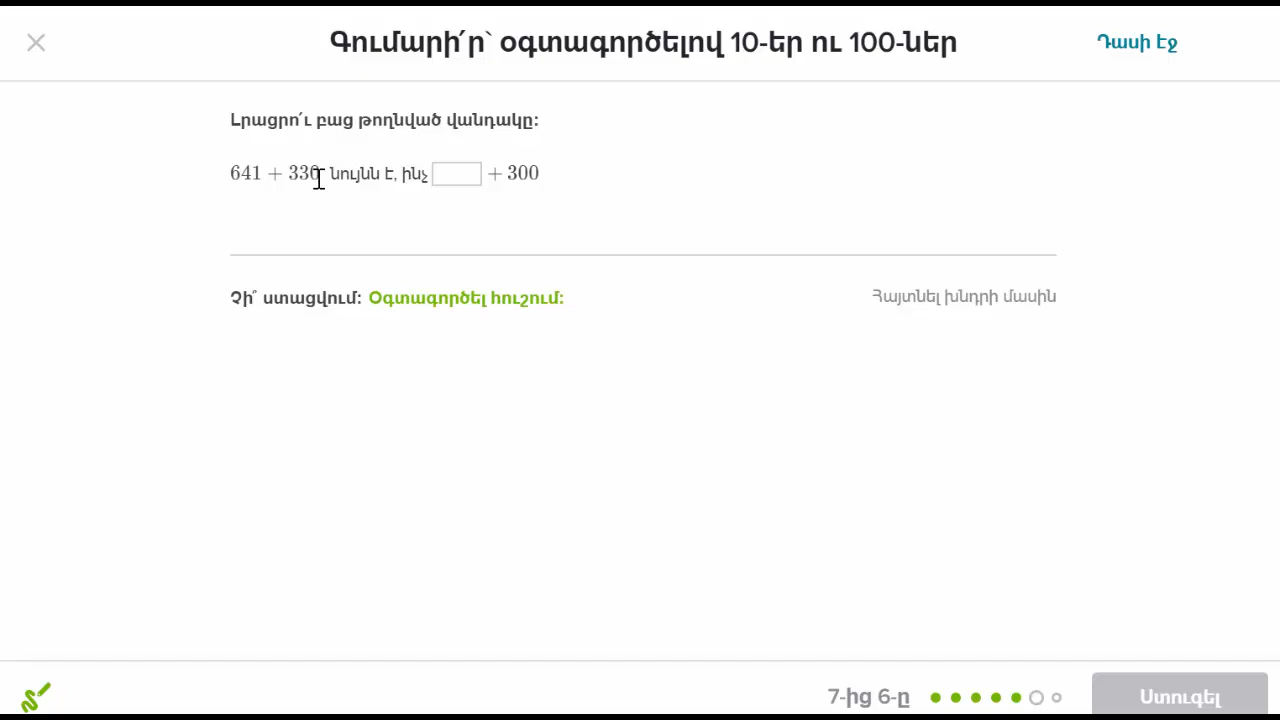 Գումարի՛ր՝ օգտագործելով 10-եր ու 100-ներ
Դասի էջ
Լրացրո՛ւ բաց թողնված վանդակը:
641 + 330 նույնն է, ինչ + 300
Չի՞ ստացվում: Օգտագործել հուշում:
Հայտնել խնդրի մասին
7-ից 6-ը
Ստուգել